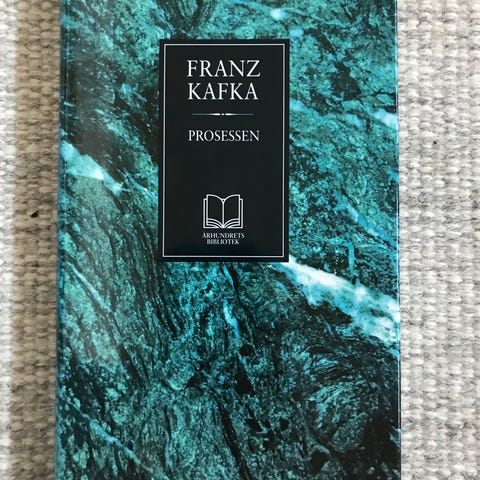 FRANZ
KAFKA
PROSESSEN
ÅRHUNDRETS
BIBLIOTEK